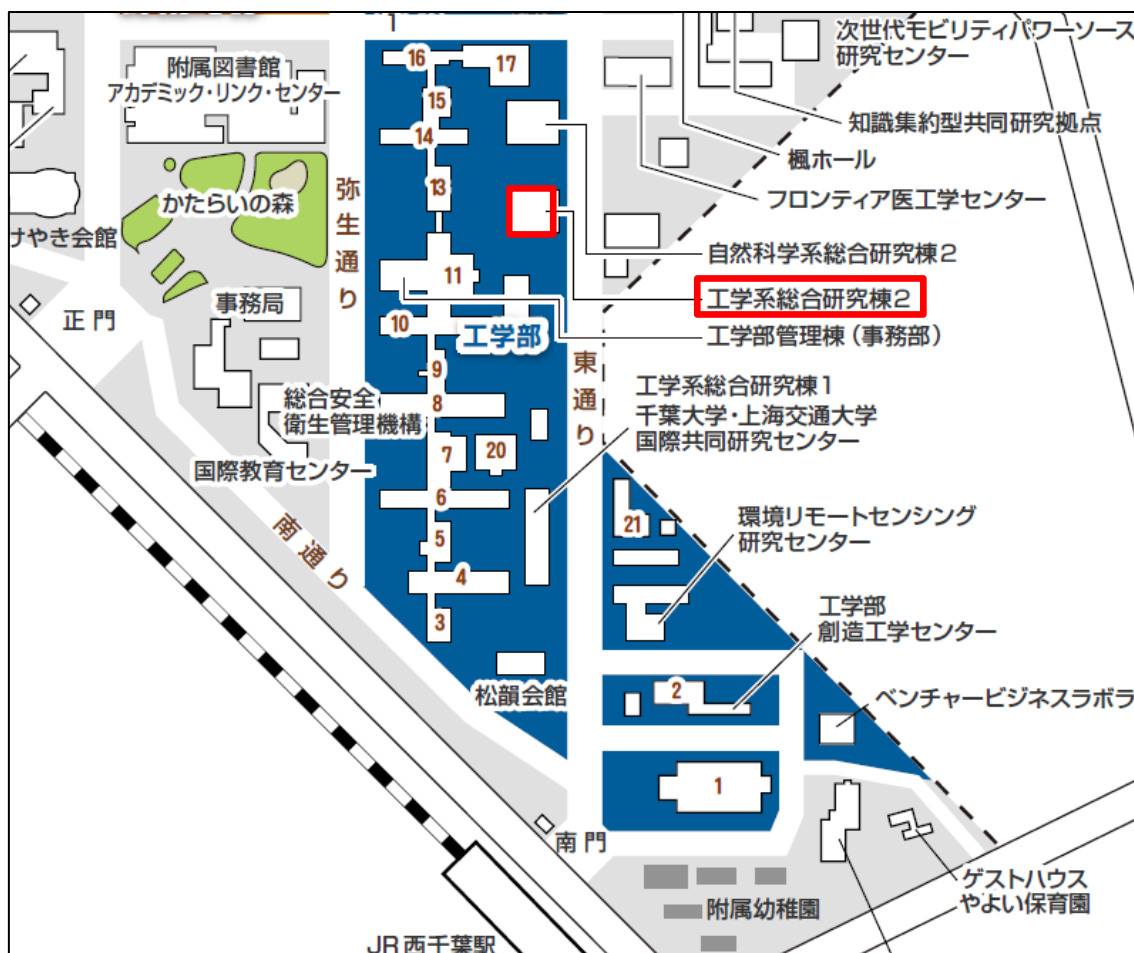 16
17
次世代モビリティパワーソース
研究センター
附属図書館
アカデミック・リンク・センター
15
14
知識集約型共同研究拠点
楓ホール
13
フロンティア医工学センター
かたらいの森
弥生通り
けやき会館
自然科学系総合研究棟2
11
工学系総合研究棟2
事務局
正門
10
工学部
工学部管理棟(事務部)
9
東通り
工学系総合研究棟1
千葉大学・上海交通大学
国際共同研究センター
8
総合安全
衛生管理機構
7
20
国際教育センター
6
南通り
21
環境リモートセンシング
研究センター
5
4
3
工学部
創造工学センター
松韻会館
2
ベンチャービジネスラボラ
1
南門
ゲストハウス
やよい保育園
附属幼稚園
JR西千葉駅